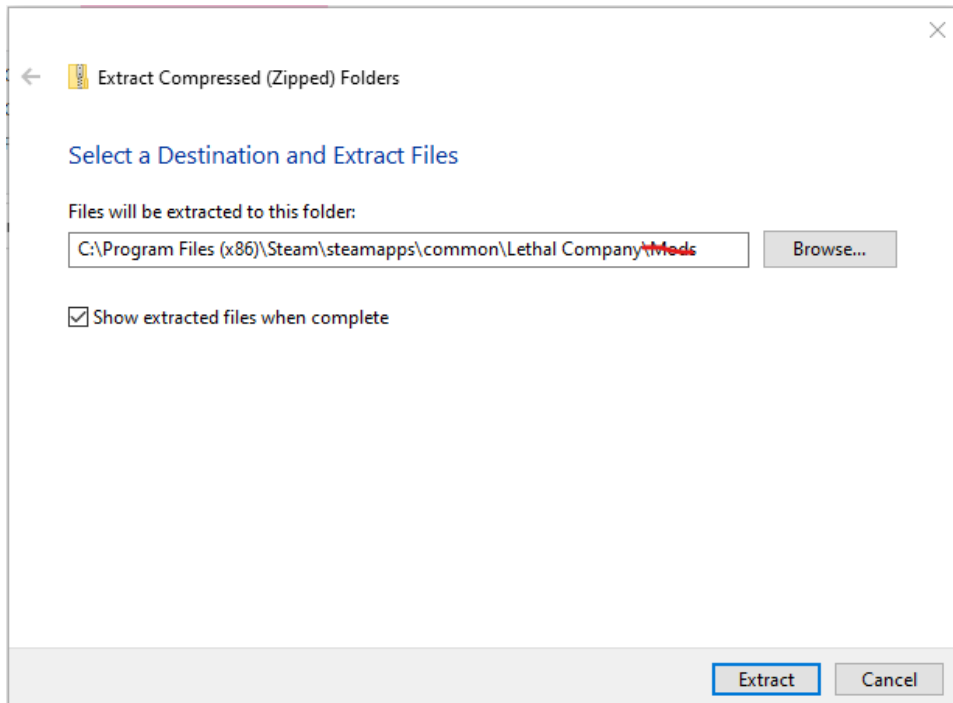 Extract Compressed (Zipped) Folders
Select a Destination and Extract Files
Files will be extracted to this folder:
C:\Program Files (x86)\Steam\steamapps\common\Lethal Company\Mods
Browse...
Show extracted files when complete
Extract
Cancel